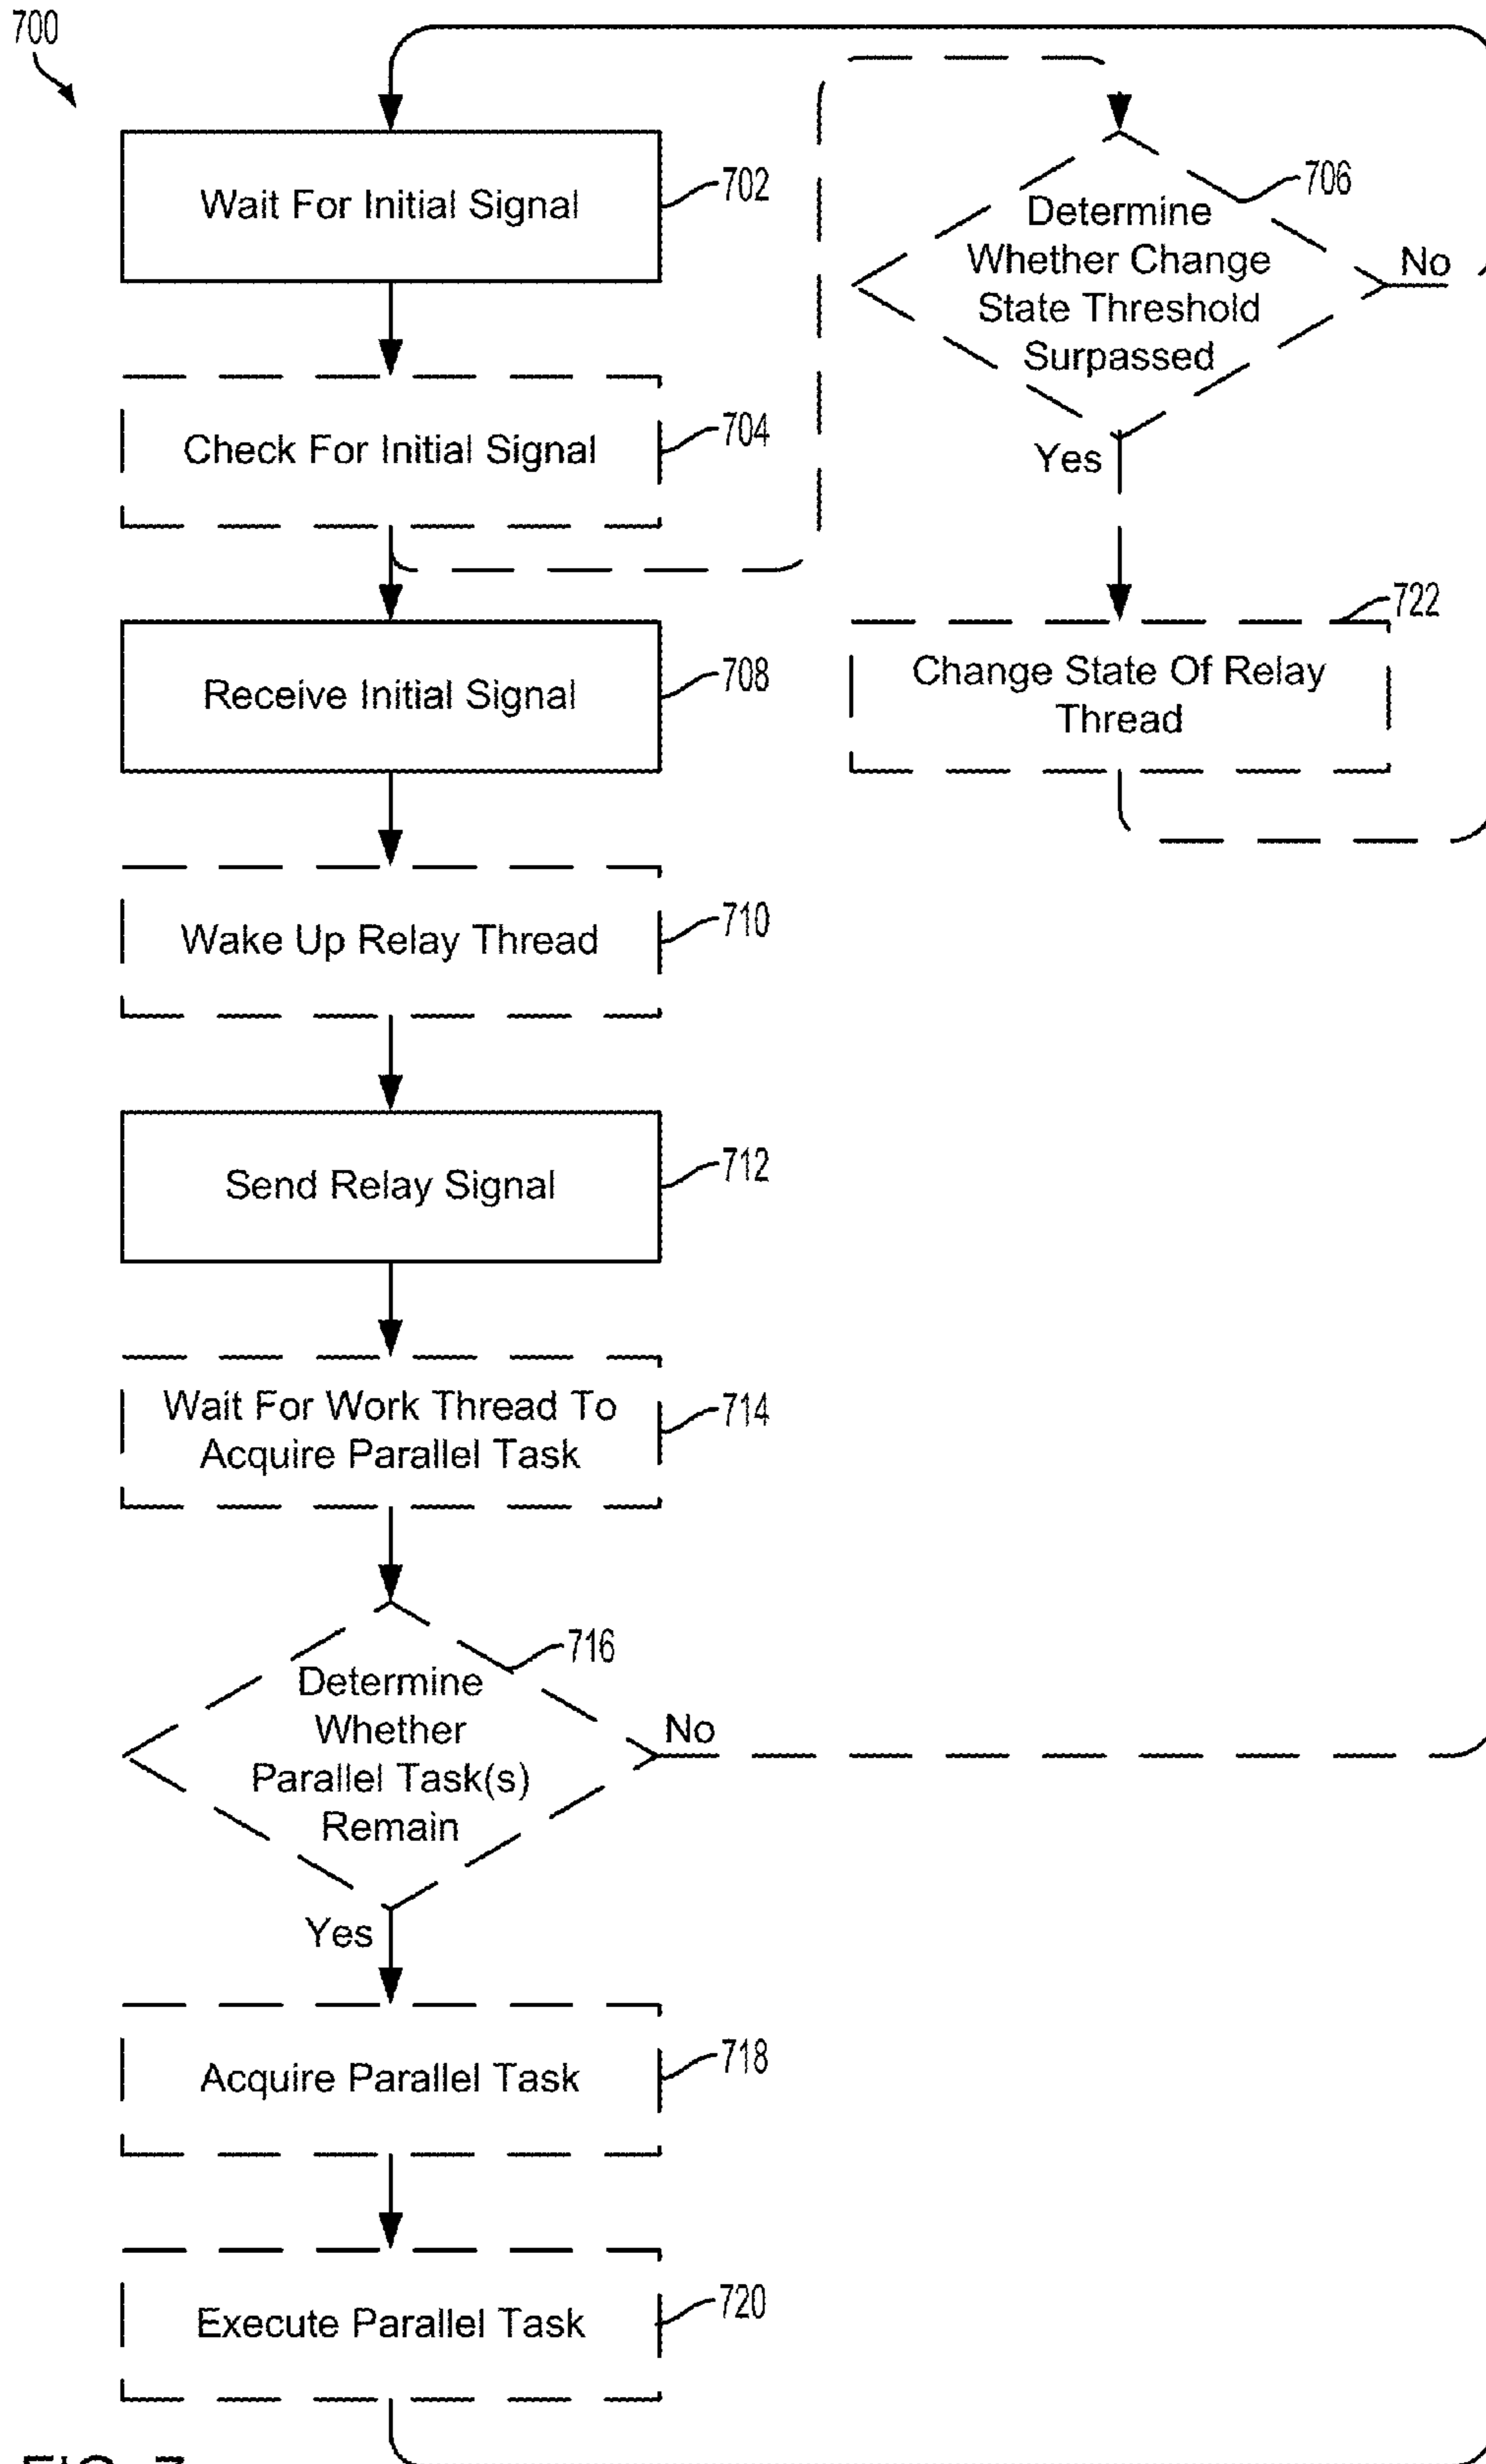 700
Wait For Initial Signal
702
706
Determine
Whether Change
State Threshold
Surpassed
No
Yes
Check For Initial Signal
704
Receive Initial Signal
708
722
Change State Of Relay
Thread
Wake Up Relay Thread
710
Send Relay Signal
712
Wait For Work Thread To
Acquire Parallel Task
714
716
Determine
Whether
Parallel Task(s)
Remain
No
Yes
Acquire Parallel Task
718
Execute Parallel Task
720